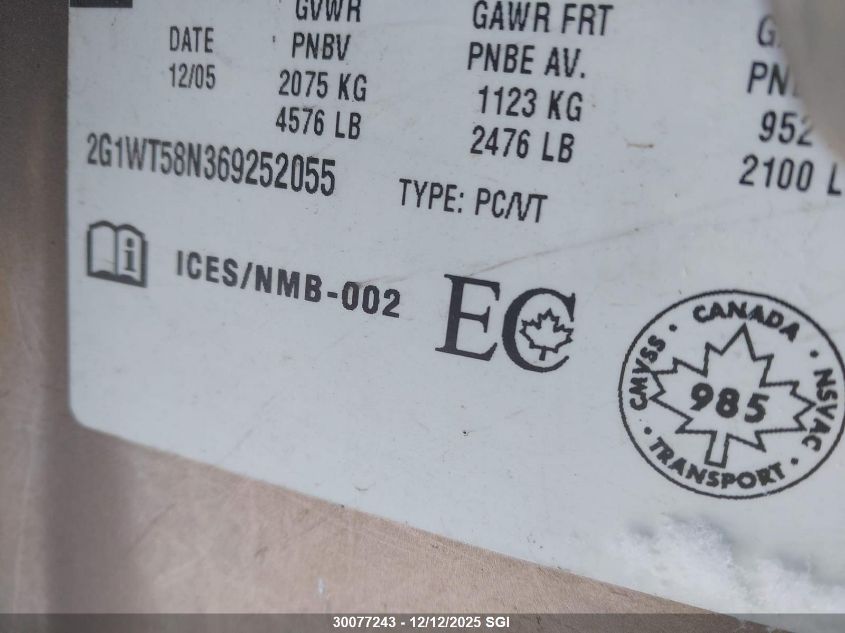 GVWR GAWR FRT
DATE PNBV PNBE AV.
12/05 2075 KG 1123 KG 952
4576 LB 2476 LB 2100 L
2G1WT58N369252055
TYPE: PC/VT
ICES/NMB-002
EC
CANADA
CMVSS · NSVAC
985
TRANSPORT
30077243 - 12/12/2025 SGI